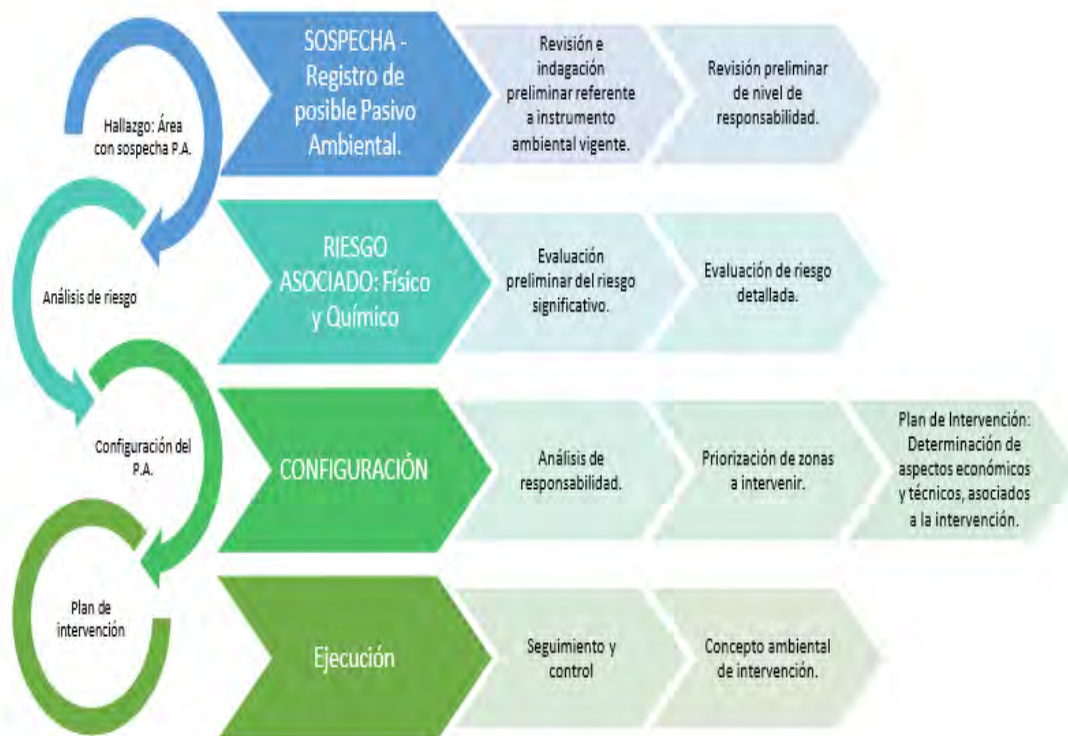 Hallazgo: Área
con sospecha P.A.
SOSPECHA -
Registro de
posible Pasivo
Ambiental.
Revisión e
indagación
preliminar referente
a instrumento
ambiental vigente.
Revisión preliminar
de nivel de
responsabilidad.
Análisis de riesgo
RIESGO
ASOCIADO: Físico
y Químico
Evaluación
preliminar del riesgo
significativo.
Evaluación de riesgo
detallada.
Configuración del
P.A.
CONFIGURACIÓN
Análisis de
responsabilidad.
Priorización de zonas
a intervenir.
Plan de Intervención:
Determinación de
aspectos económicos
y técnicos, asociados
a la intervención.
Plan de
intervención
Ejecución
Seguimiento y
control
Concepto ambiental
de intervención.